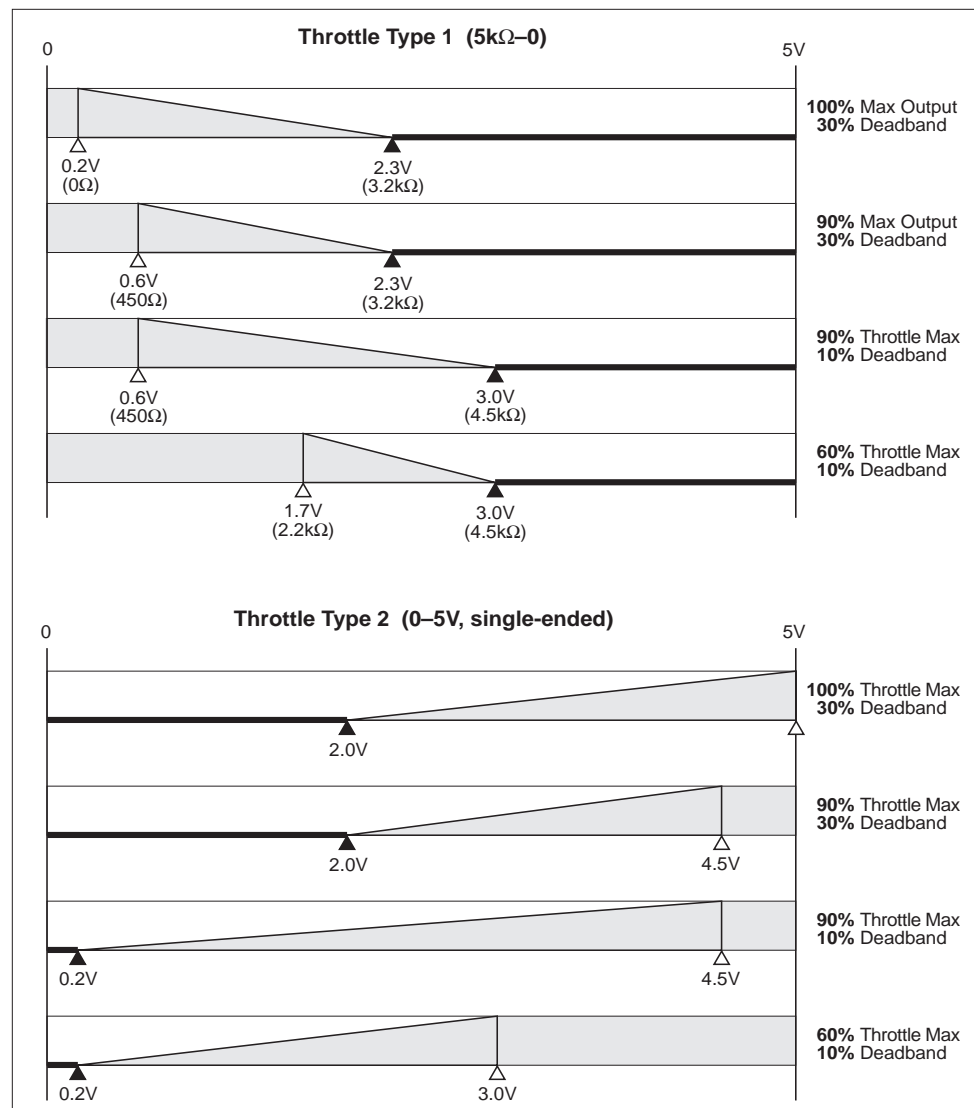 Throttle Type 1 (5kΩ–0)
0
5V
100% Max Output
30% Deadband
0.2V
(0Ω)
2.3V
(3.2kΩ)
90% Max Output
30% Deadband
0.6V
(450Ω)
2.3V
(3.2kΩ)
90% Throttle Max
10% Deadband
0.6V
(450Ω)
3.0V
(4.5kΩ)
60% Throttle Max
10% Deadband
1.7V
(2.2kΩ)
3.0V
(4.5kΩ)
Throttle Type 2 (0–5V, single-ended)
0
5V
100% Throttle Max
30% Deadband
2.0V
90% Throttle Max
30% Deadband
2.0V
4.5V
90% Throttle Max
10% Deadband
0.2V
4.5V
60% Throttle Max
10% Deadband
0.2V
3.0V